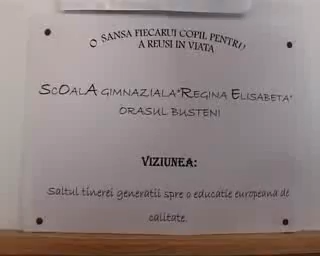 O SANSA FIECARUI COPIL PENTRU
A REUSI IN VIATA
ScOalA GIMNAZIALA"REGINA ELISABETA"
ORASUL BUSTENI
VIZIUNEA:
Saltul tinerei generatii spre o educatie europeana de
calitate.